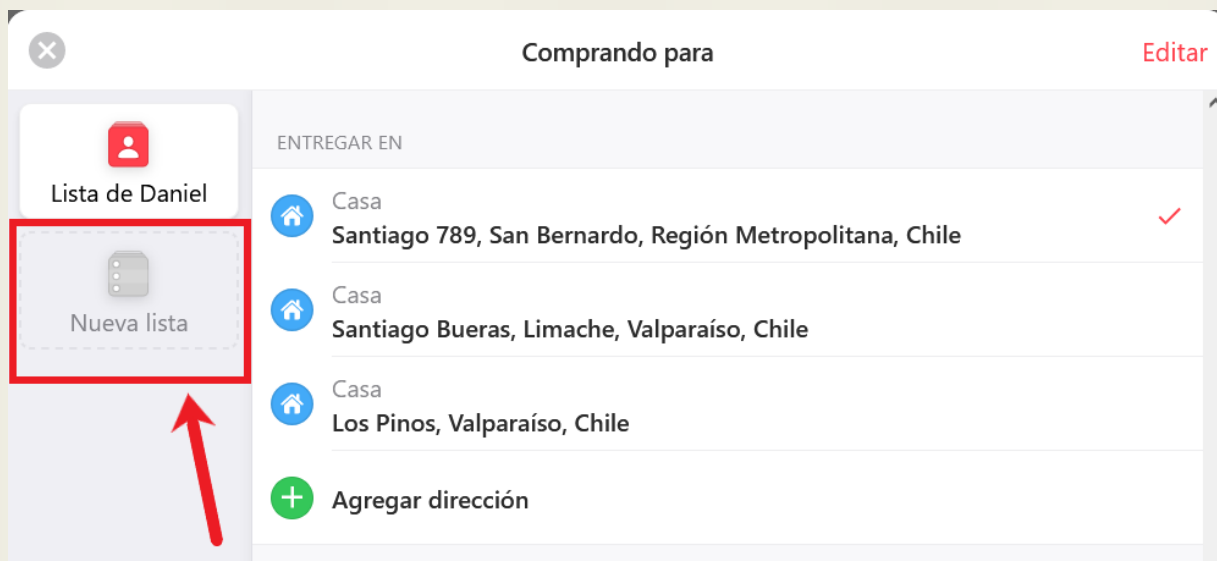 Comprando para
Editar
Lista de Daniel
Nueva lista
ENTREGAR EN
Casa
Santiago 789, San Bernardo, Región Metropolitana, Chile
Casa
Santiago Bueras, Limache, Valparaíso, Chile
Casa
Los Pinos, Valparaíso, Chile
Agregar dirección